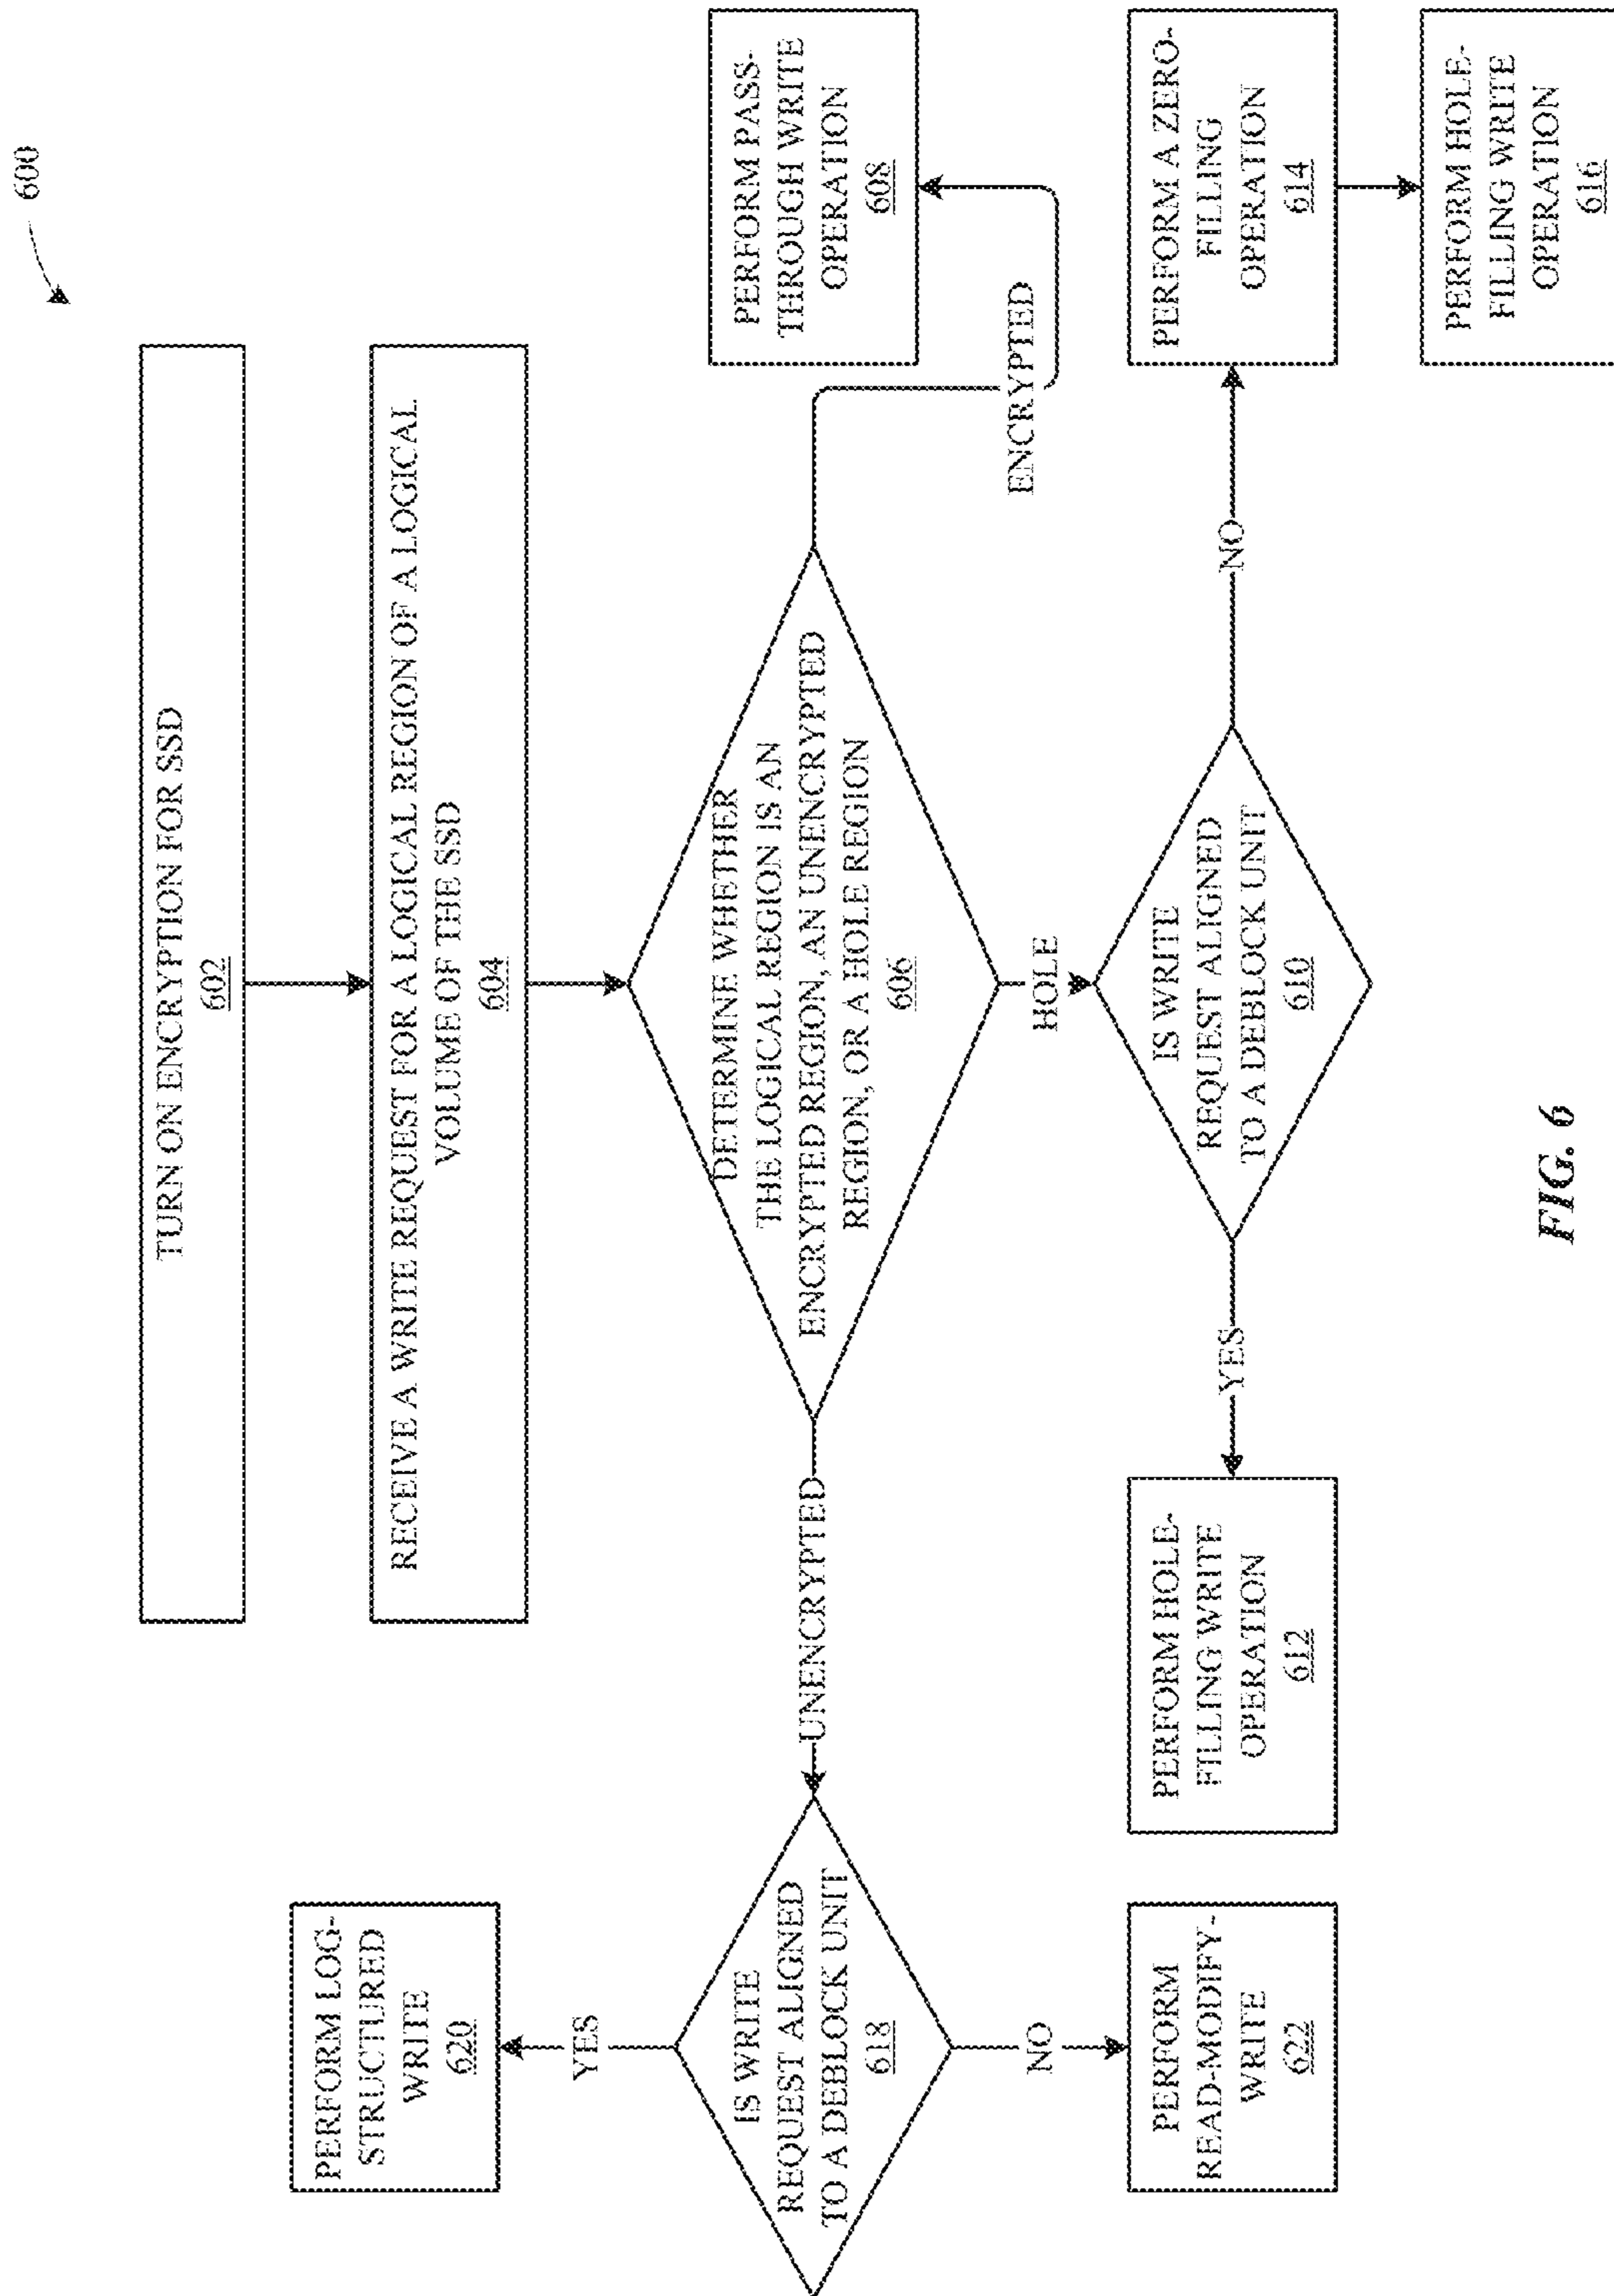 600
TURN ON ENCRYPTION FOR SSD
602
RECEIVE A WRITE REQUEST FOR A LOGICAL REGION OF A LOGICAL
VOLUME OF THE SSD
604
DETERMINE WHETHER
THE LOGICAL REGION IS AN
ENCRYPTED REGION, AN UNENCRYPTED
REGION, OR A HOLE REGION
606
ENCRYPTED
PERFORM PASS-
THROUGH WRITE
OPERATION
608
HOLE
IS WRITE
REQUEST ALIGNED
TO A DEBLOCK UNIT
610
YES
PERFORM HOLE-
FILLING WRITE
OPERATION
612
NO
PERFORM A ZERO-
FILLING
OPERATION
614
PERFORM HOLE-
FILLING WRITE
OPERATION
616
UNENCRYPTED
IS WRITE
REQUEST ALIGNED
TO A DEBLOCK UNIT
618
YES
PERFORM LOG-
STRUCTURED
WRITE
620
NO
PERFORM
READ-MODIFY-
WRITE
622
FIG. 6